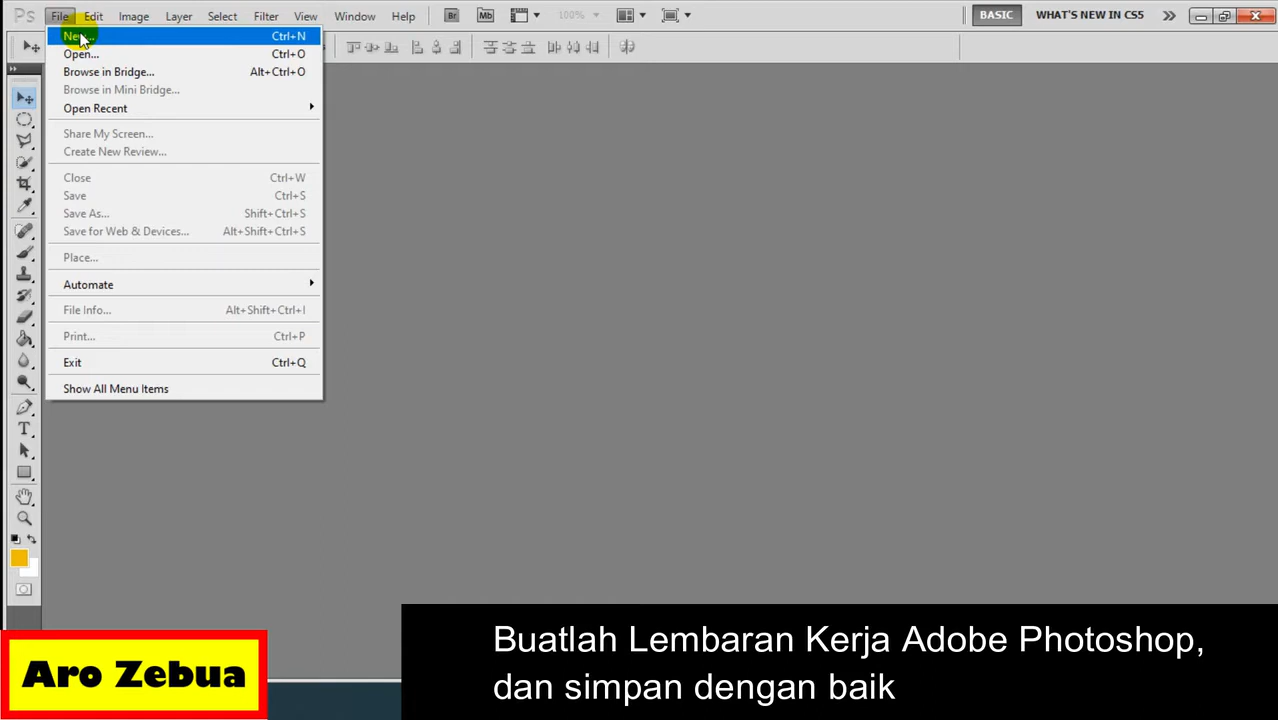 Ps File Edit Image Layer Select Filter View Window Help Br Mb 100% BASIC WHAT'S NEW IN CS5
New... Ctrl+N
Open... Ctrl+O
Browse in Bridge... Alt+Ctrl+O
Browse in Mini Bridge...
Open Recent
Share My Screen...
Create New Review...
Close Ctrl+W
Save Ctrl+S
Save As... Shift+Ctrl+S
Save for Web & Devices... Alt+Shift+Ctrl+S
Place...
Automate
File Info... Alt+Shift+Ctrl+I
Print... Ctrl+P
Exit Ctrl+Q
Show All Menu Items
Aro Zebua
Buatlah Lembaran Kerja Adobe Photoshop,
dan simpan dengan baik